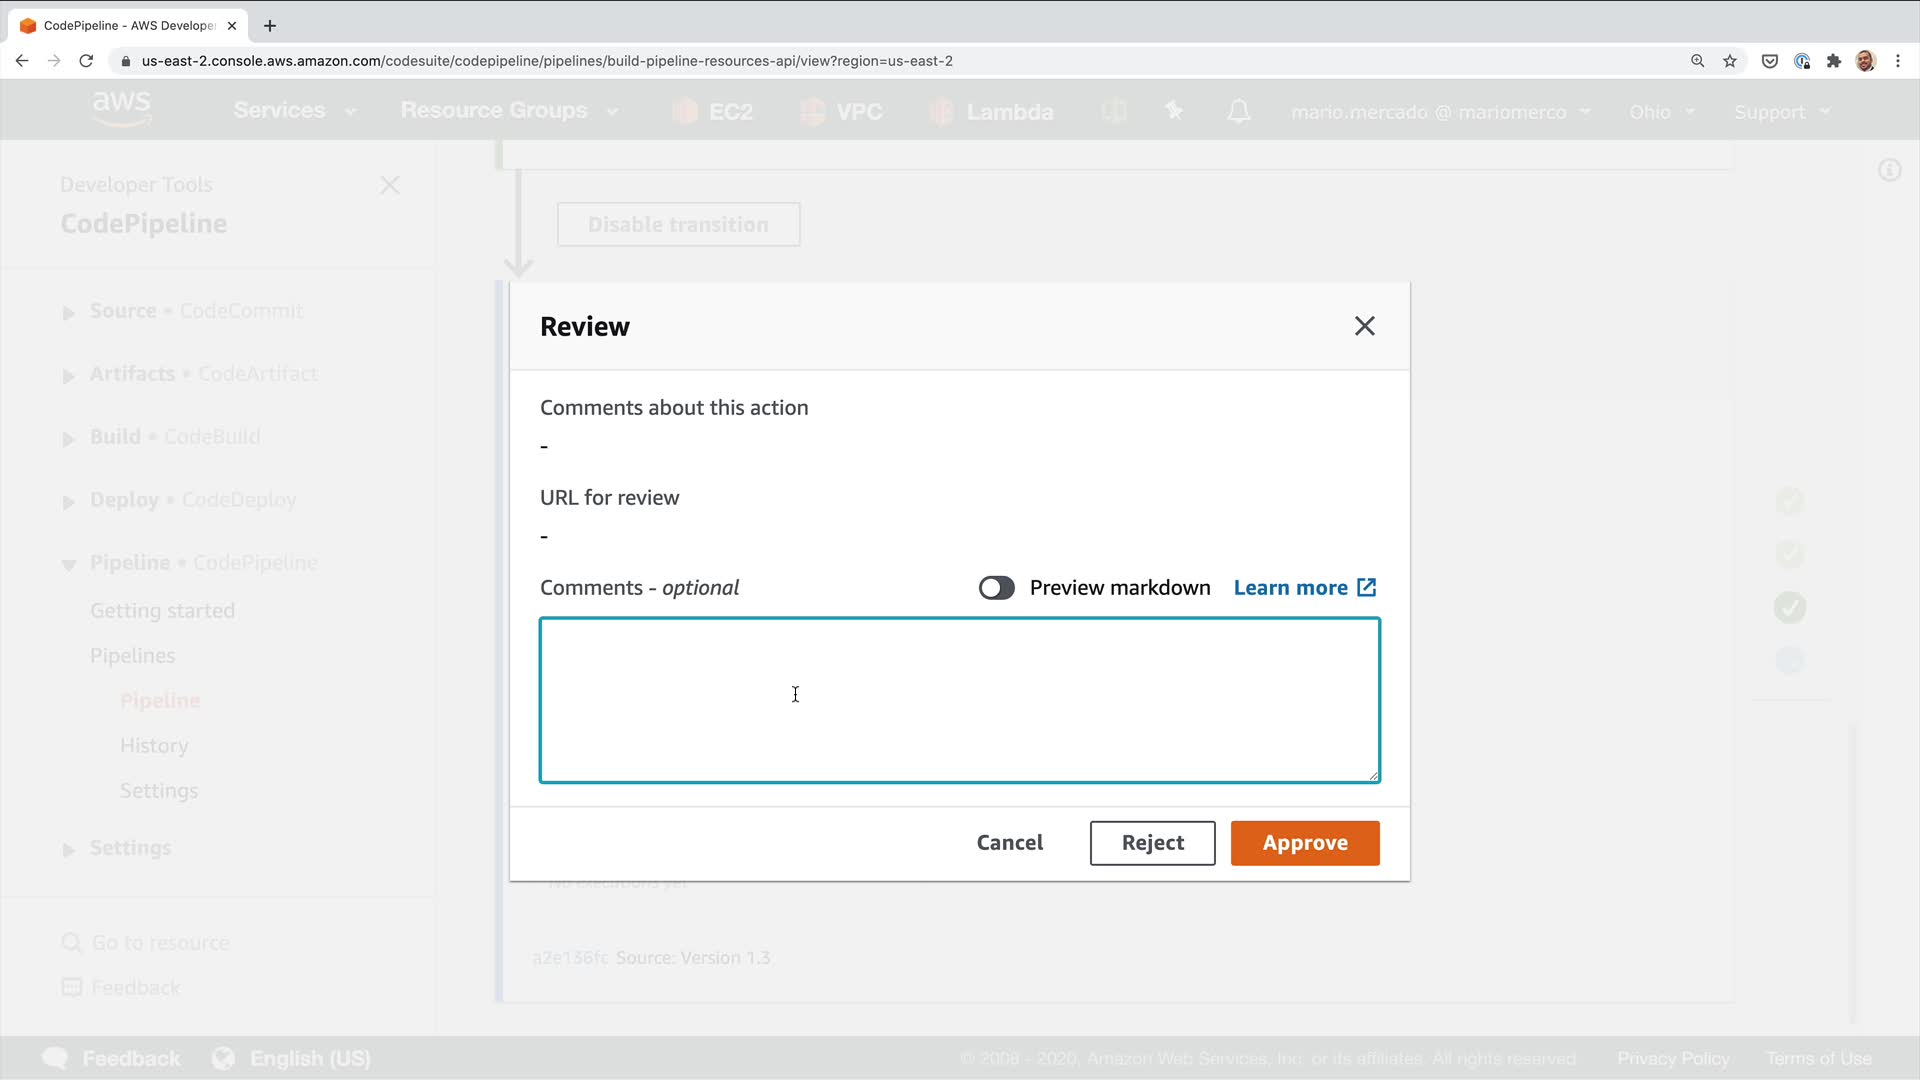 CodePipeline - AWS Develope
us-east-2.console.aws.amazon.com/codesuite/codepipeline/pipelines/build-pipeline-resources-api/view?region=us-east-2
aws Services Resource Groups EC2 VPC Lambda mario.mercado @ mariomerco Ohio Support
Developer Tools
CodePipeline
Source • CodeCommit
Artifacts • CodeArtifact
Build • CodeBuild
Deploy • CodeDeploy
Pipeline • CodePipeline
Getting started
Pipelines
Pipeline
History
Settings
Settings
Go to resource
Feedback
Disable transition
Review
Comments about this action
-
URL for review
-
Comments - optional Preview markdown Learn more
Cancel Reject Approve
No executions yet
a2e136fc Source: Version 1.3
Feedback English (US) © 2008 - 2020, Amazon Web Services, Inc. or its affiliates. All rights reserved. Privacy Policy Terms of Use